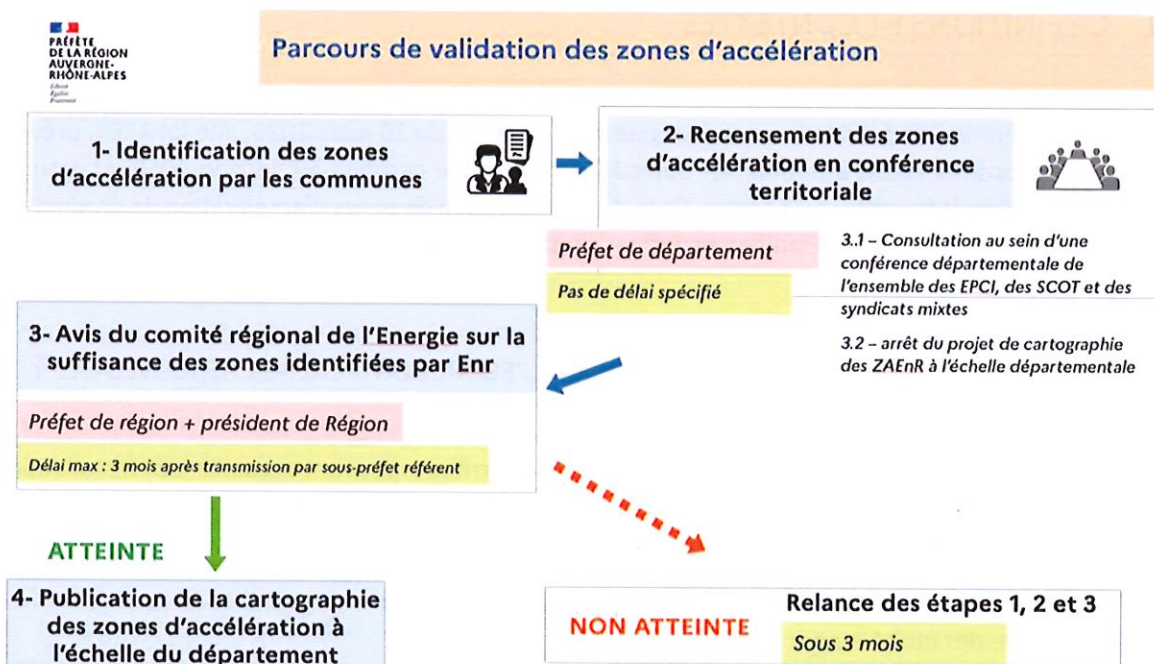 PRÉFÈTE
DE LA RÉGION
AUVERGNE-
RHÔNE-ALPES
Liberté
Égalité
Fraternité
Parcours de validation des zones d'accélération
1- Identification des zones
d'accélération par les communes
2- Recensement des zones
d'accélération en conférence
territoriale
Préfet de département
Pas de délai spécifié
3.1 – Consultation au sein d'une
conférence départementale de
l'ensemble des EPCI, des SCOT et des
syndicats mixtes
3.2 – arrêt du projet de cartographie
des ZAEnR à l'échelle départementale
3- Avis du comité régional de l'Energie sur la
suffisance des zones identifiées par Enr
Préfet de région + président de Région
Délai max : 3 mois après transmission par sous-préfet référent
ATTEINTE
4- Publication de la cartographie
des zones d'accélération à
l'échelle du département
NON ATTEINTE
Relance des étapes 1, 2 et 3
Sous 3 mois